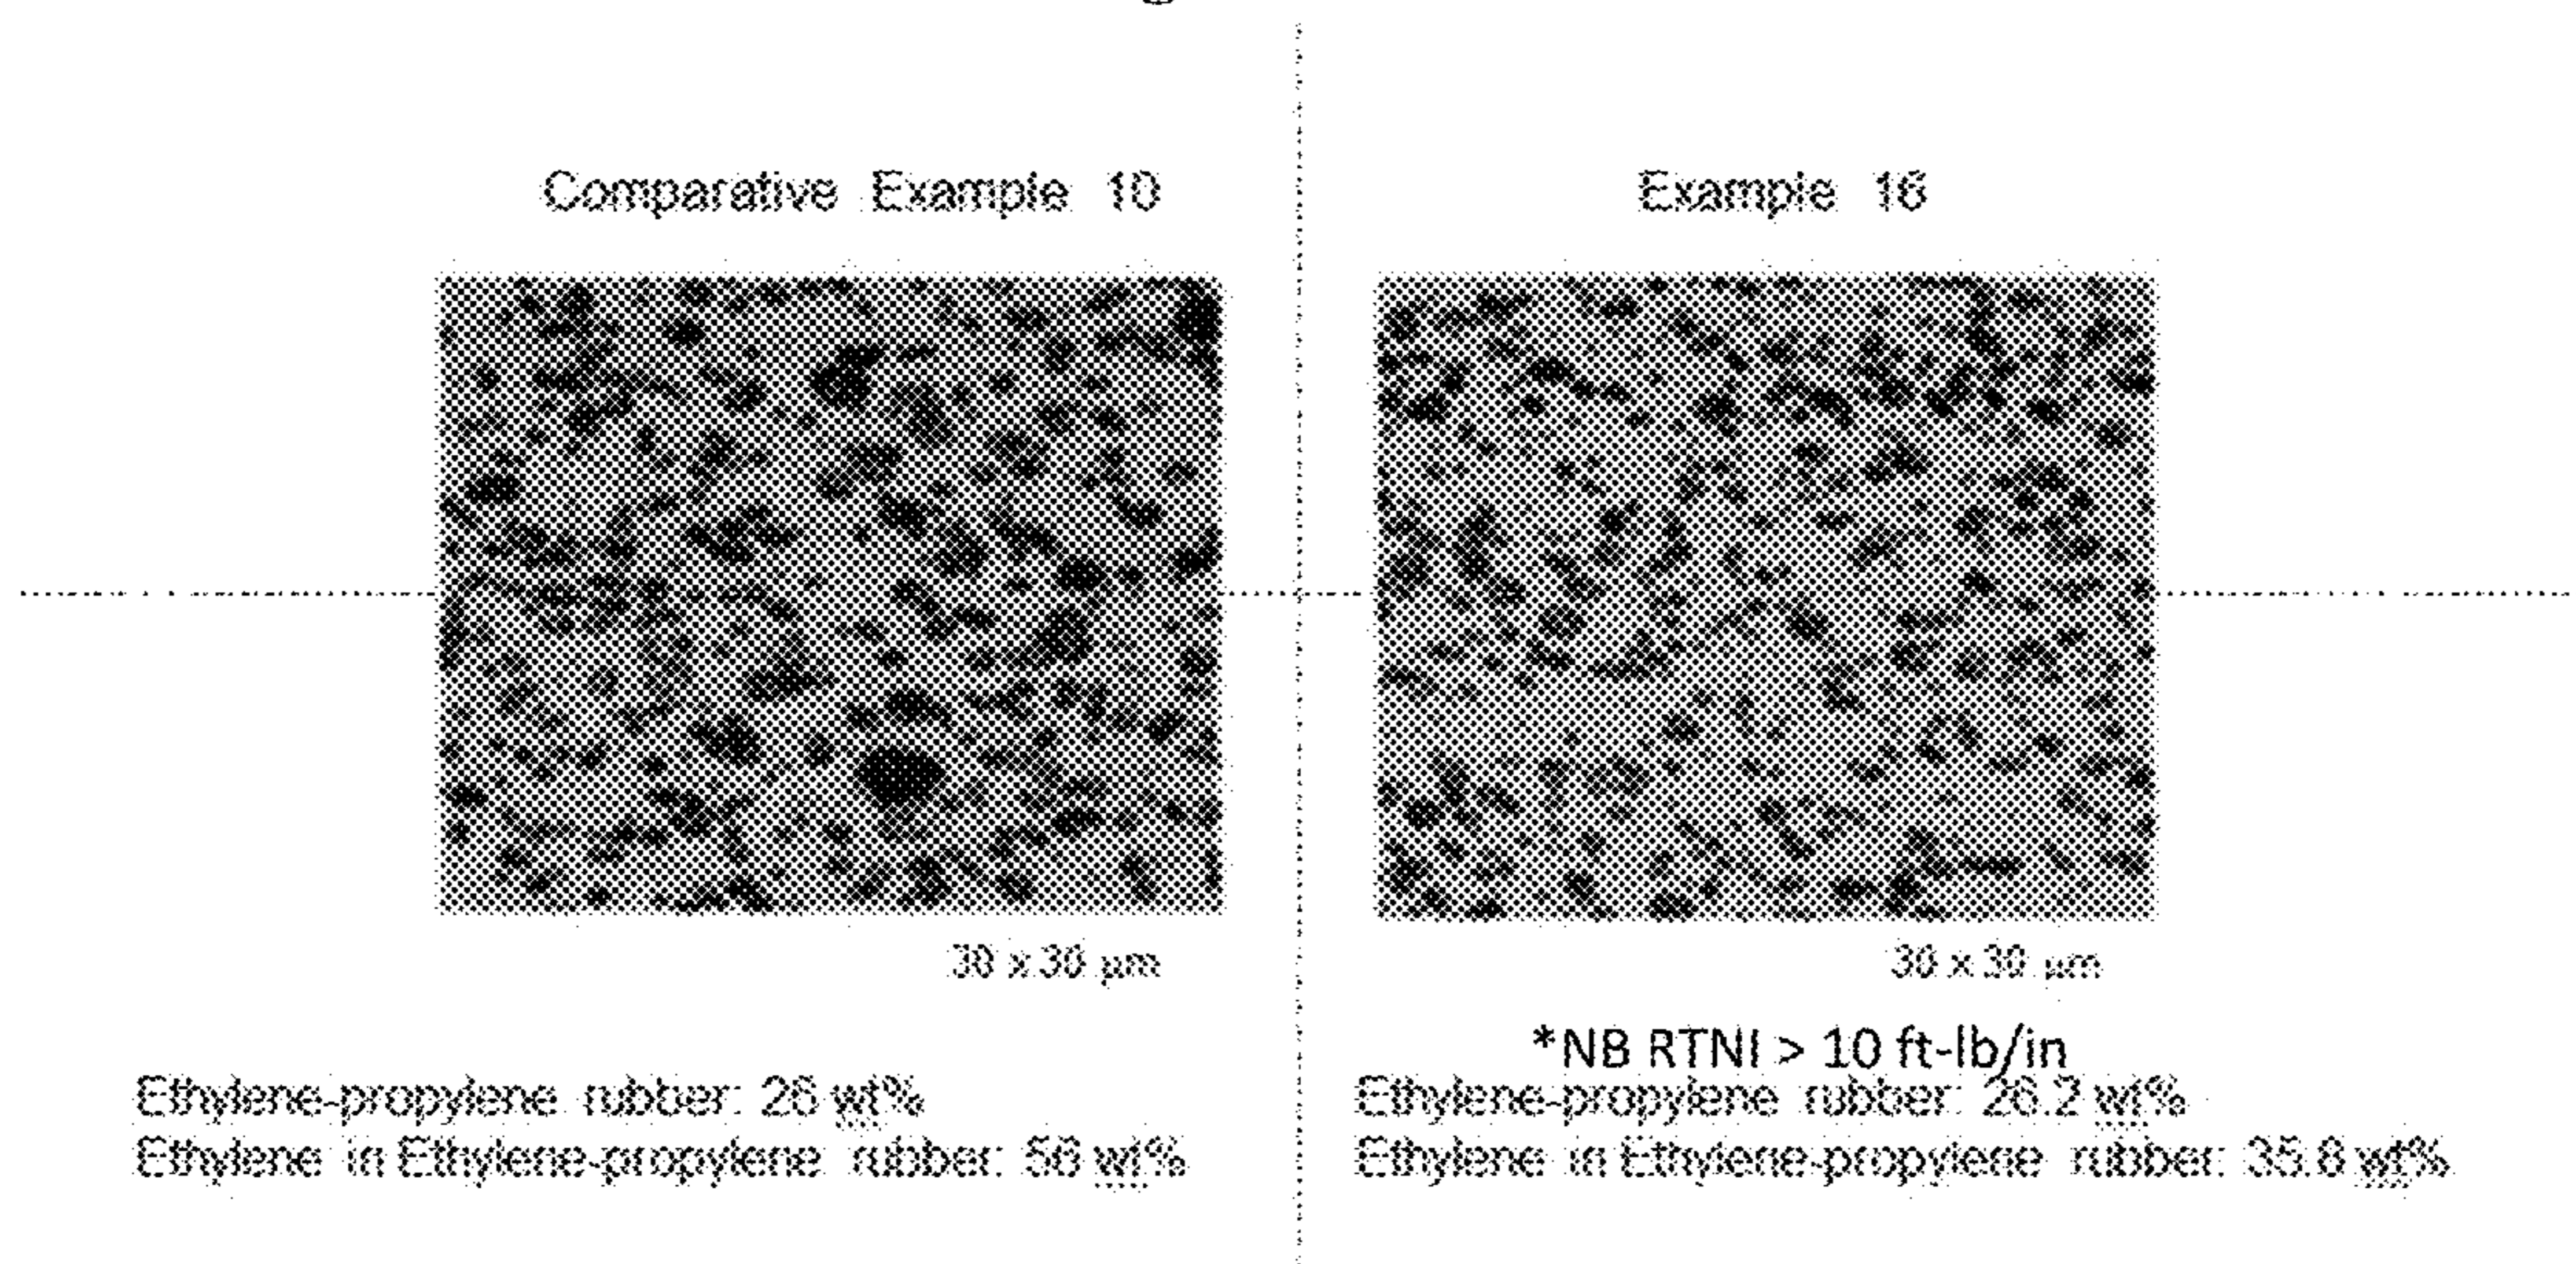 Comparative Example 10
30 x 30 µm
Ethylene-propylene rubber: 26 wt%
Ethylene in Ethylene-propylene rubber: 56 wt%
Example 16
30 x 30 µm
*NB RTNI > 10 ft-lb/in
Ethylene-propylene rubber: 26.2 wt%
Ethylene in Ethylene-propylene rubber: wt%